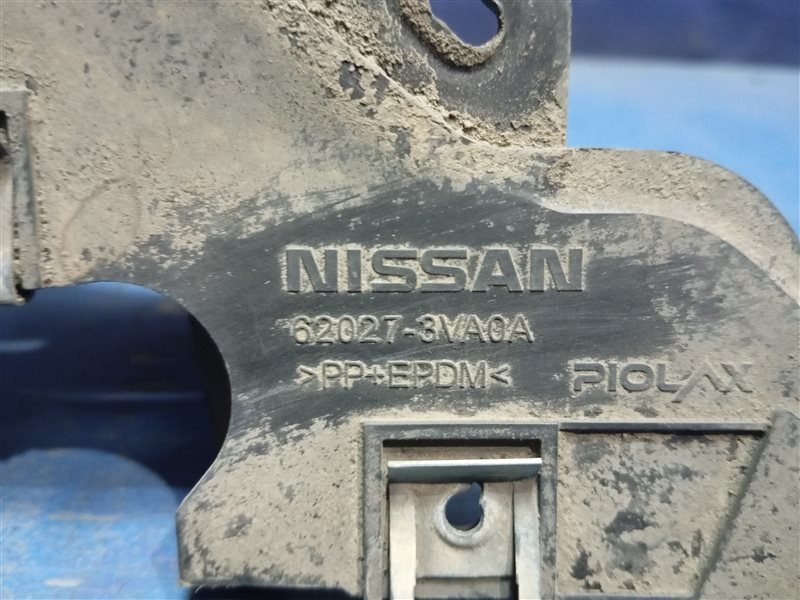 NISSAN
62027-3VA0A
>PP+EPDM< PIOLAX